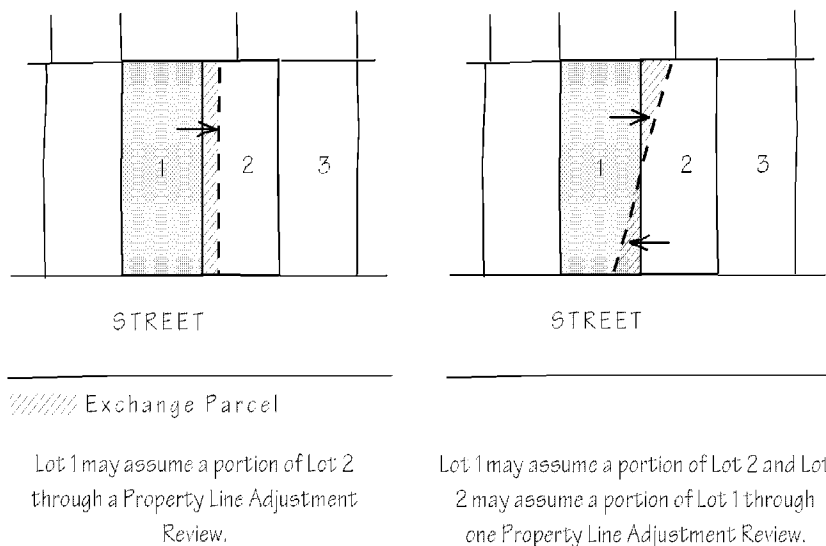 1 2 3
1 2 3
STREET
STREET
Exchange Parcel
Lot 1 may assume a portion of Lot 2
through a Property Line Adjustment
Review.
Lot 1 may assume a portion of Lot 2 and Lot
2 may assume a portion of Lot 1 through
one Property Line Adjustment Review.